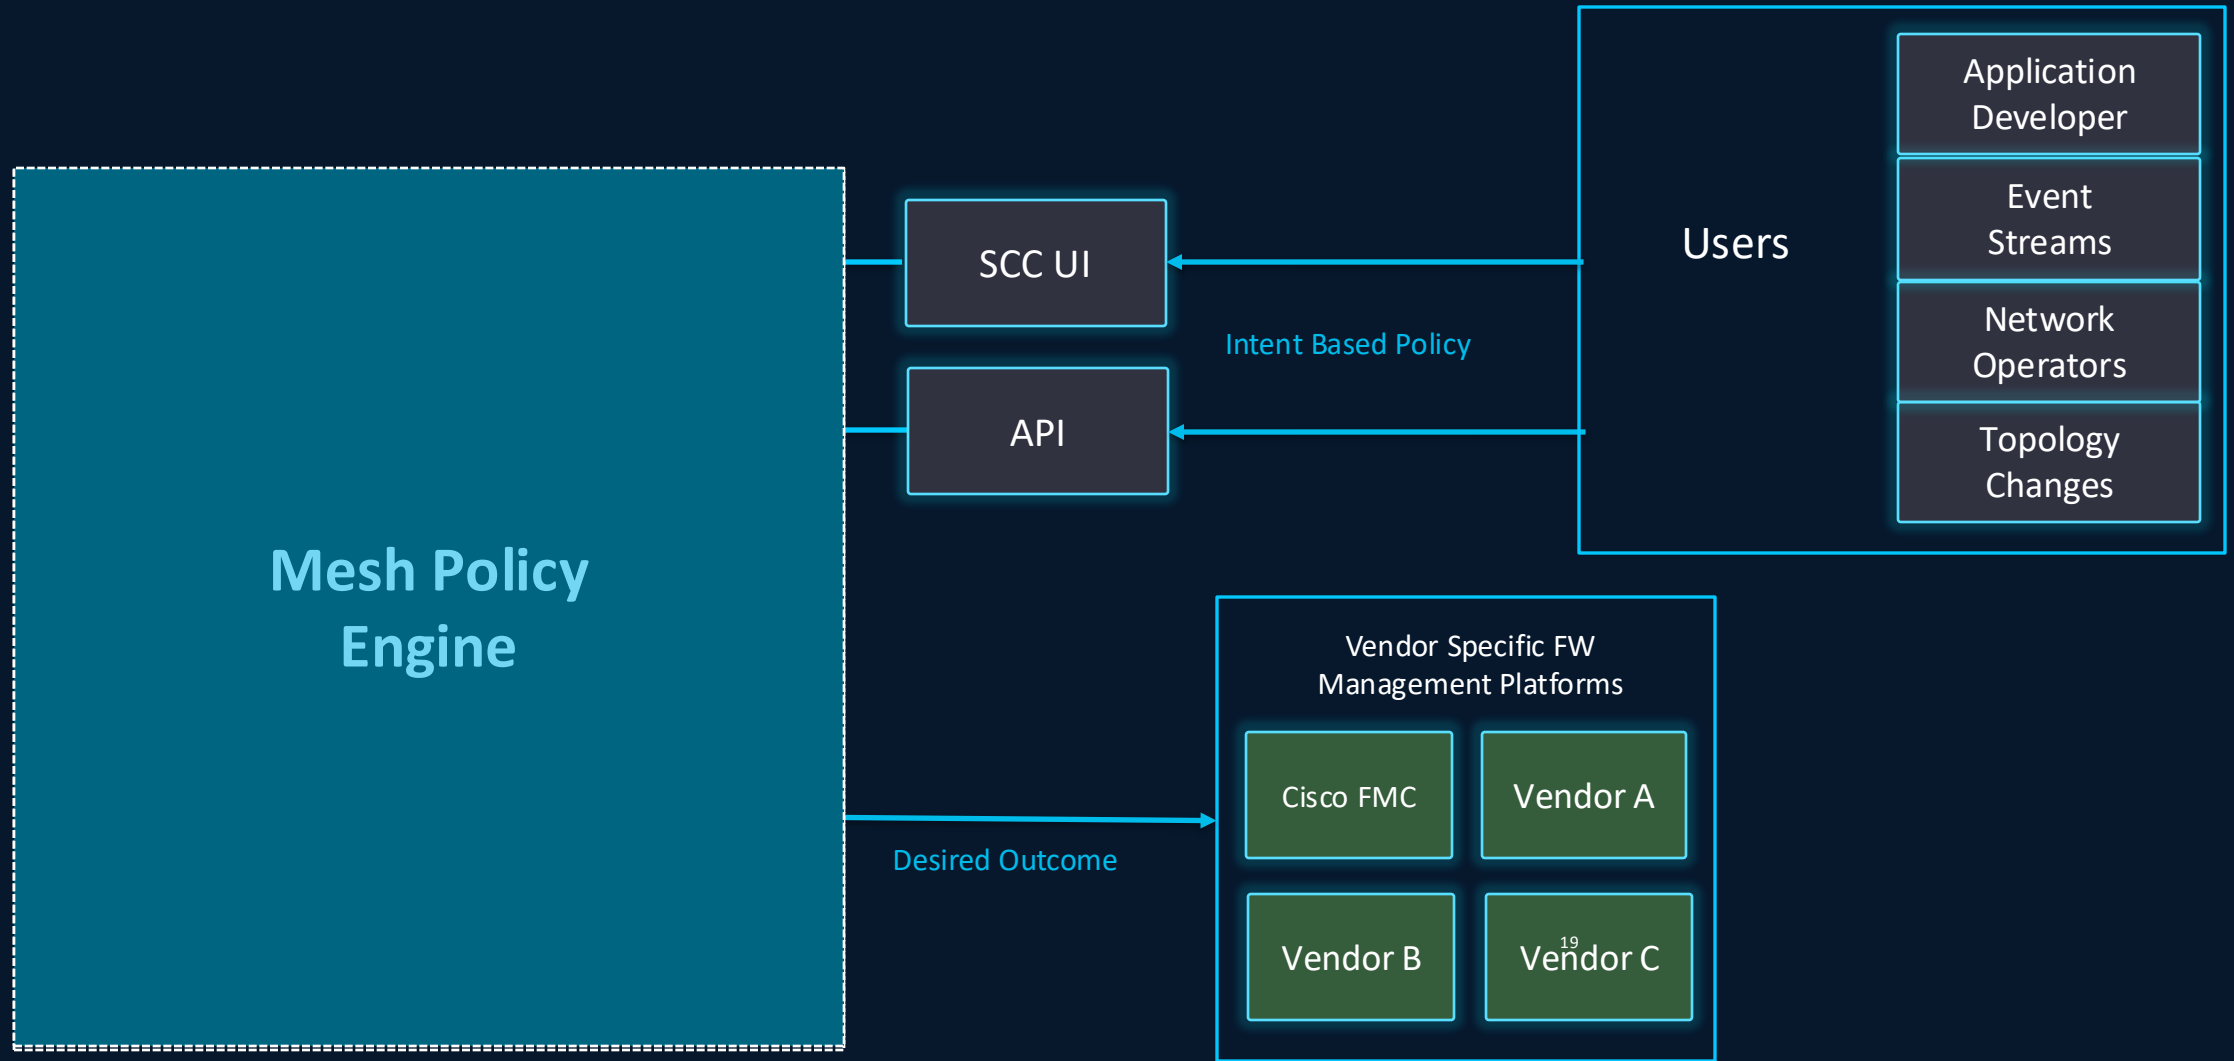 Application
Developer
Event
Streams
Users
SCC UI
Network
Operators
Intent Based Policy
API
Topology
Changes
Mesh Policy
Engine
Vendor Specific FW
Management Platforms
Cisco FMC
Vendor A
Desired Outcome
Vendor B
Vendor C
19